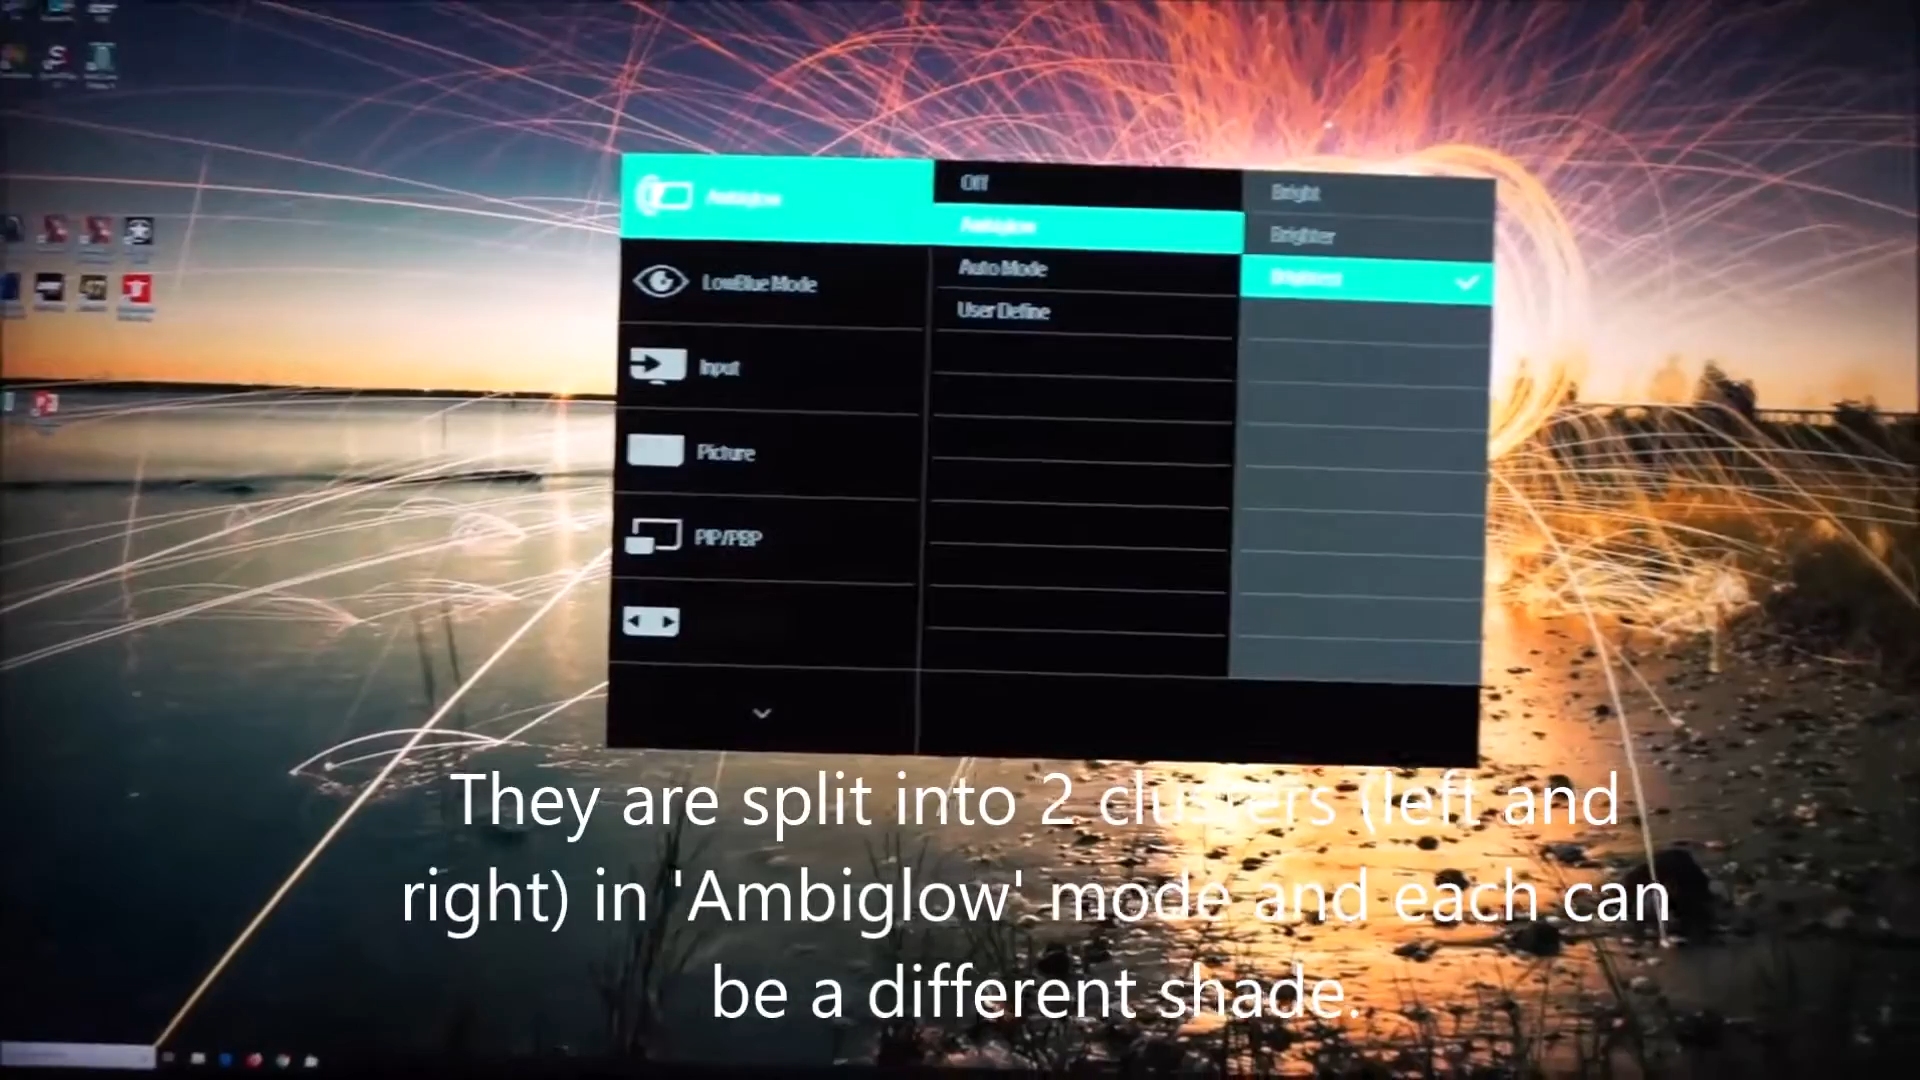 Ambiglow
Off
Bright
Ambiglow
Brighter
LowBlue Mode
Auto Mode
Brightest
User Define
Input
Picture
PIP/PBP
They are split into 2 clusters (left and
right) in 'Ambiglow' mode and each can
be a different shade.